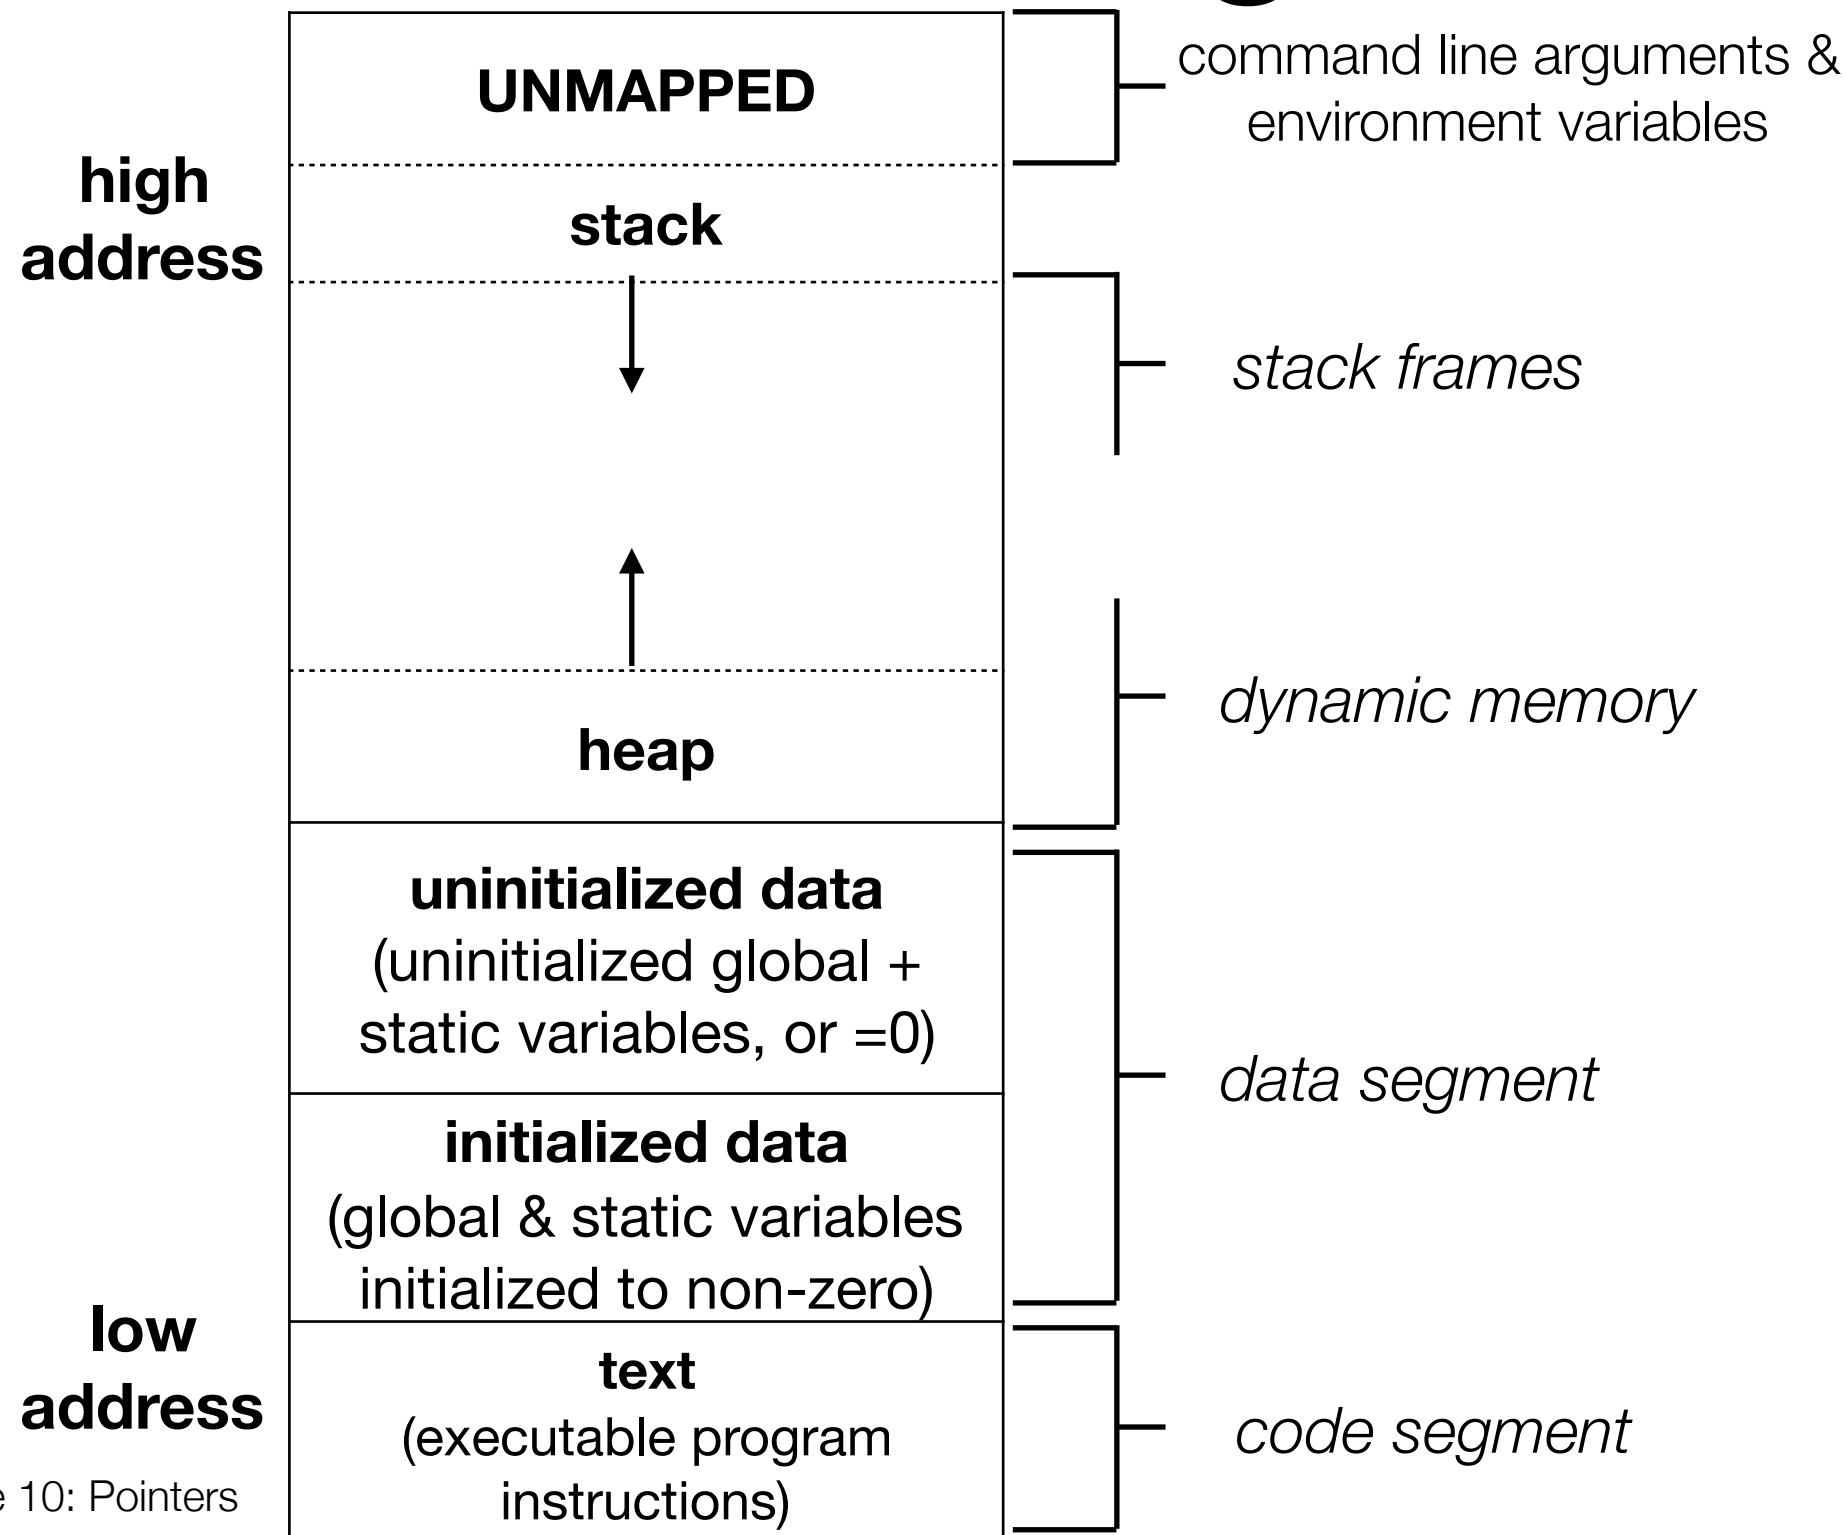 UNMAPPED
command line arguments &
environment variables
high
address
stack
stack frames
dynamic memory
heap
uninitialized data
(uninitialized global +
static variables, or =0)
data segment
initialized data
(global & static variables
initialized to non-zero)
low
address
text
(executable program
instructions)
code segment
10: Pointers